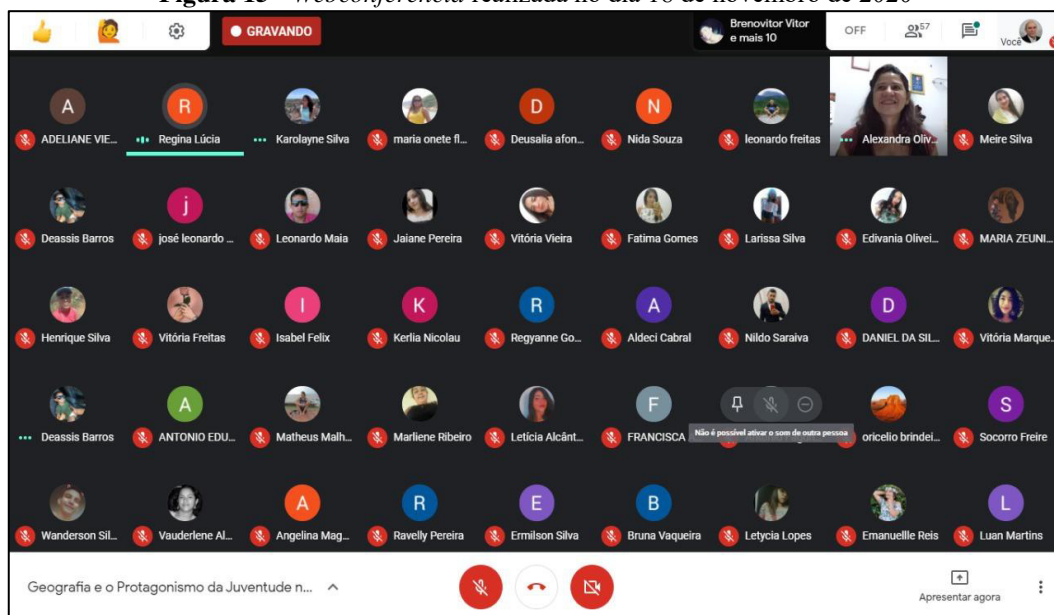 Figura 15 - Webconferência realizada no dia 18 de novembro de 2020
GRAVANDO
Brenovitor Vitor
e mais 10
OFF
57
Você
A R D N
ADELIANE VIE... Regina Lúcia Karolayne Silva maria onete fl... Deusalia afon... Nida Souza leonardo freitas Alexandra Oliv... Meire Silva
j
Deassis Barros josé leonardo ... Leonardo Maia Jaiane Pereira Vitória Vieira Fatima Gomes Larissa Silva Edivania Olivei... MARIA ZEUNI...
I K R A D
Henrique Silva Vitória Freitas Isabel Felix Kerlia Nicolau Regyanne Go... Aldeci Cabral Nildo Saraiva DANIEL DA SIL... Vitória Marque...
A F S
Deassis Barros ANTONIO EDU... Matheus Malh... Marliene Ribeiro Letícia Alcânt... FRANCISCA Não é possível ativar o som de outra pessoa oricelio brindei... Socorro Freire
A R E B L
Wanderson Sil... Vauderlene Al... Angelina Mag... Ravelly Pereira Ermilson Silva Bruna Vaqueira Letycia Lopes Emanuellle Reis Luan Martins
Geografia e o Protagonismo da Juventude n...
Apresentar agora